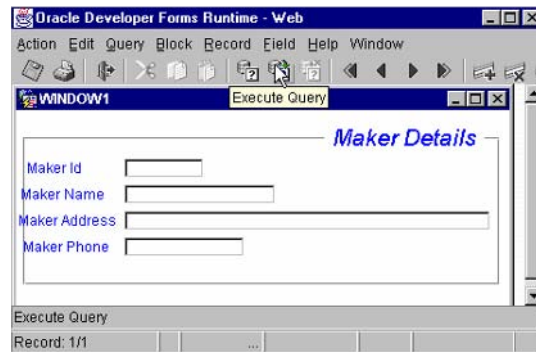 Oracle Developer Forms Runtime - Web
Action Edit Query Block Record Field Help Window
WINDOW1
Execute Query
Maker Details
Maker Id
Maker Name
Maker Address
Maker Phone
Execute Query
Record: 1/1 ...